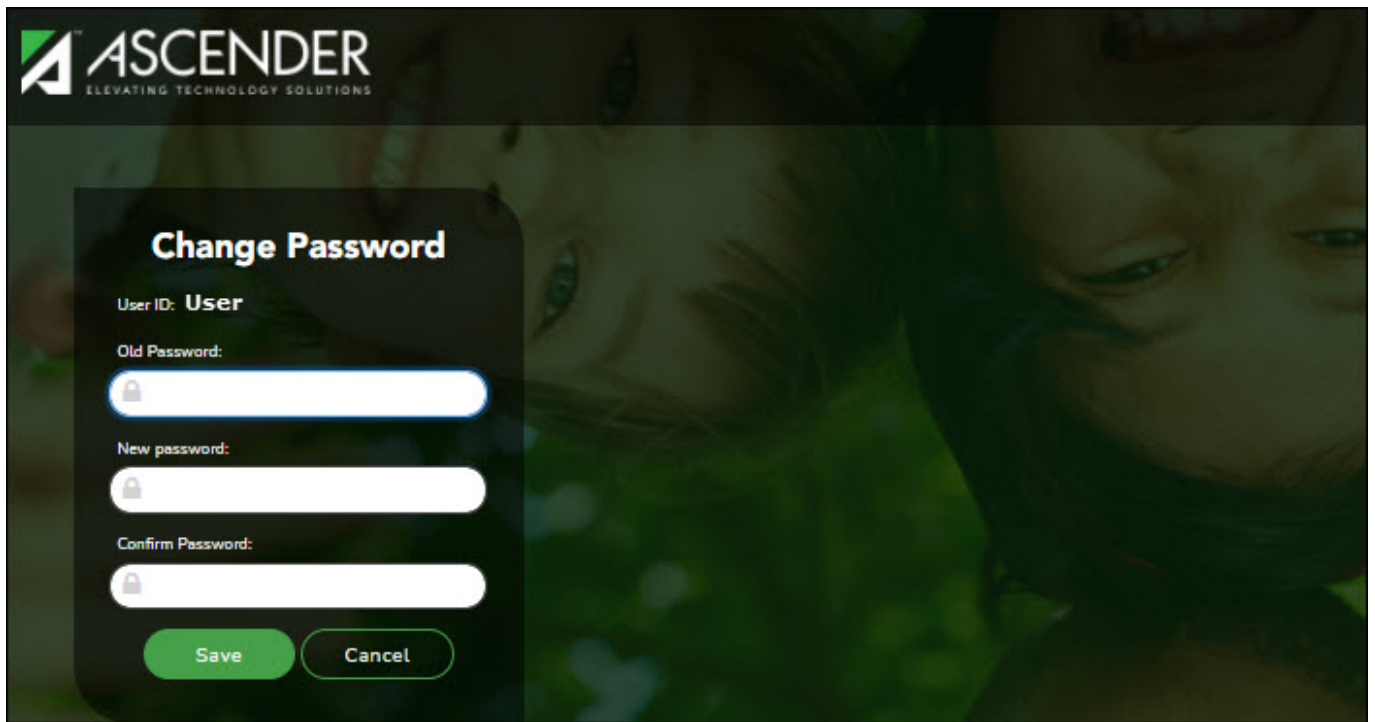 ASCENDER
ELEVATING TECHNOLOGY SOLUTIONS
Change Password
User ID: User
Old Password:
New password:
Confirm Password:
Save Cancel